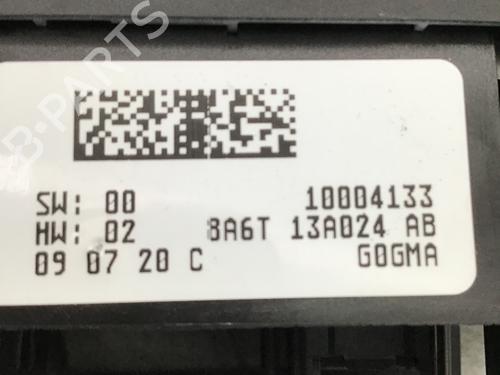 B-PARTS
SW: 00 10004133
HW: 02 8A6T 13A024 AB
09 07 20 C G0GMA